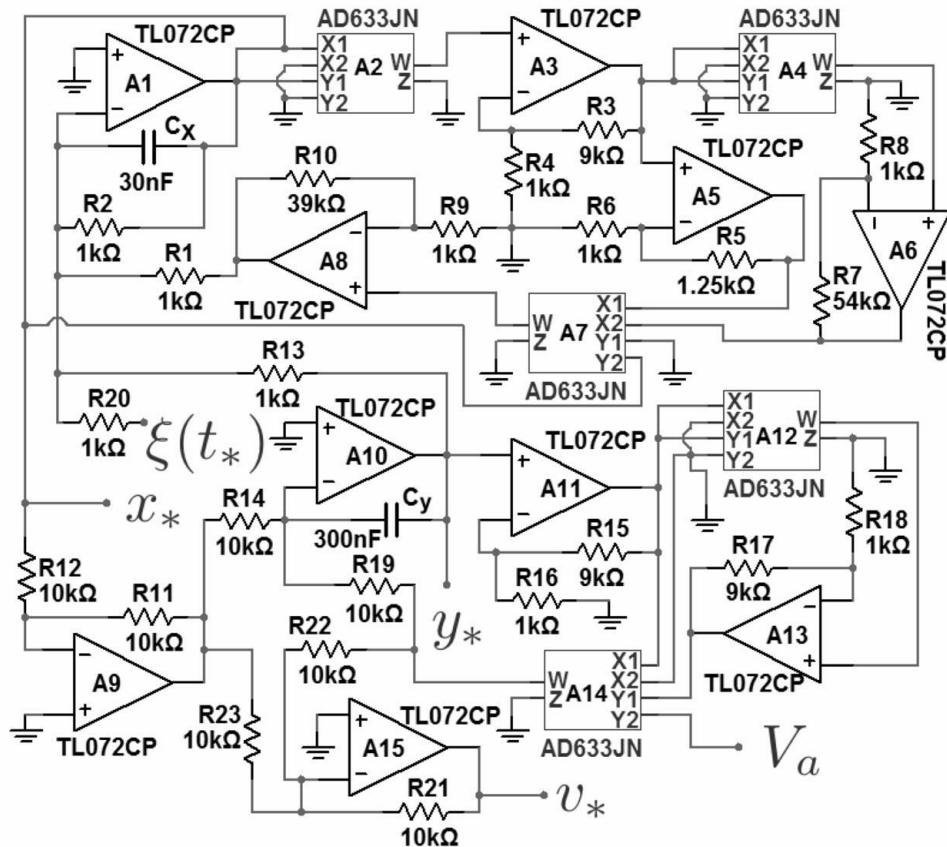 AD633JN
TL072CP
X1
X2
Y1
Y2
A2
W
Z
A1
Cx
30nF
TL072CP
A3
R3
9kΩ
R4
1kΩ
AD633JN
X1
X2
Y1
Y2
A4
W
Z
R8
1kΩ
TL072CP
A5
R6
1kΩ
R5
1.25kΩ
A6
TL072CP
R7
54kΩ
R10
39kΩ
R9
1kΩ
R2
1kΩ
R1
1kΩ
A8
TL072CP
W
Z
A7
X1
X2
Y1
Y2
AD633JN
R13
1kΩ
R20
1kΩ
ξ(t*)
x*
TL072CP
A10
R14
10kΩ
Cy
300nF
R19
10kΩ
y*
TL072CP
A11
R15
9kΩ
R16
1kΩ
X1
X2
Y1
Y2
A12
W
Z
AD633JN
R18
1kΩ
R17
9kΩ
A13
TL072CP
R12
10kΩ
R11
10kΩ
A9
TL072CP
R22
10kΩ
R23
10kΩ
W
Z
A14
X1
X2
Y1
Y2
AD633JN
Va
TL072CP
A15
R21
10kΩ
v*